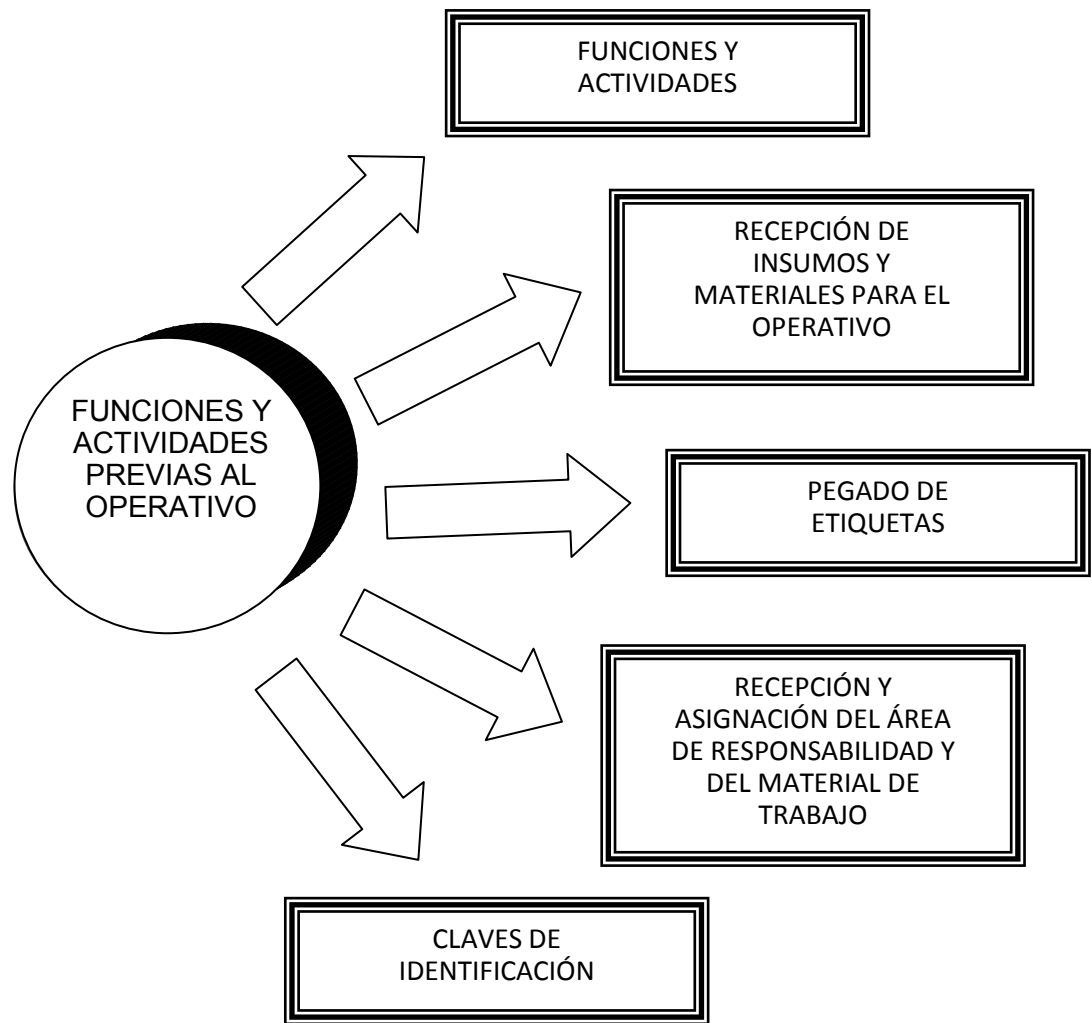 FUNCIONES Y
ACTIVIDADES
RECEPCIÓN DE
INSUMOS Y
MATERIALES PARA EL
OPERATIVO
FUNCIONES Y
ACTIVIDADES
PREVIAS AL
OPERATIVO
PEGADO DE
ETIQUETAS
RECEPCIÓN Y
ASIGNACIÓN DEL ÁREA
DE RESPONSABILIDAD Y
DEL MATERIAL DE
TRABAJO
CLAVES DE
IDENTIFICACIÓN